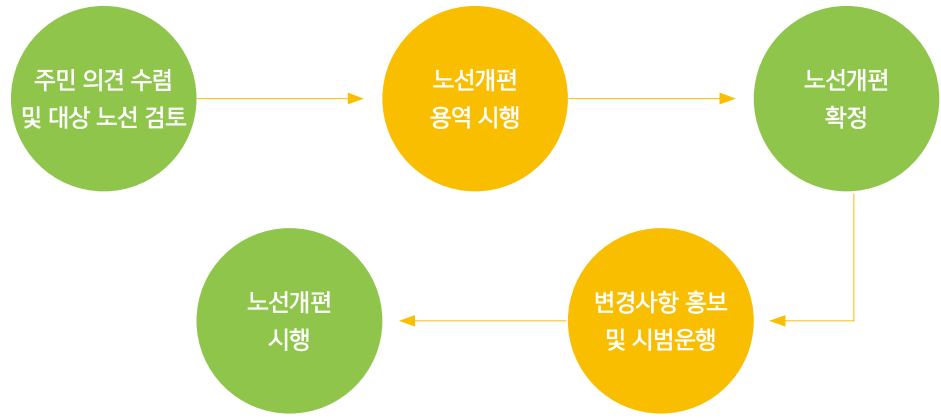 주민 의견 수렴
및 대상 노선 검토
노선개편
용역 시행
노선개편
확정
변경사항 홍보
및 시범운행
노선개편
시행